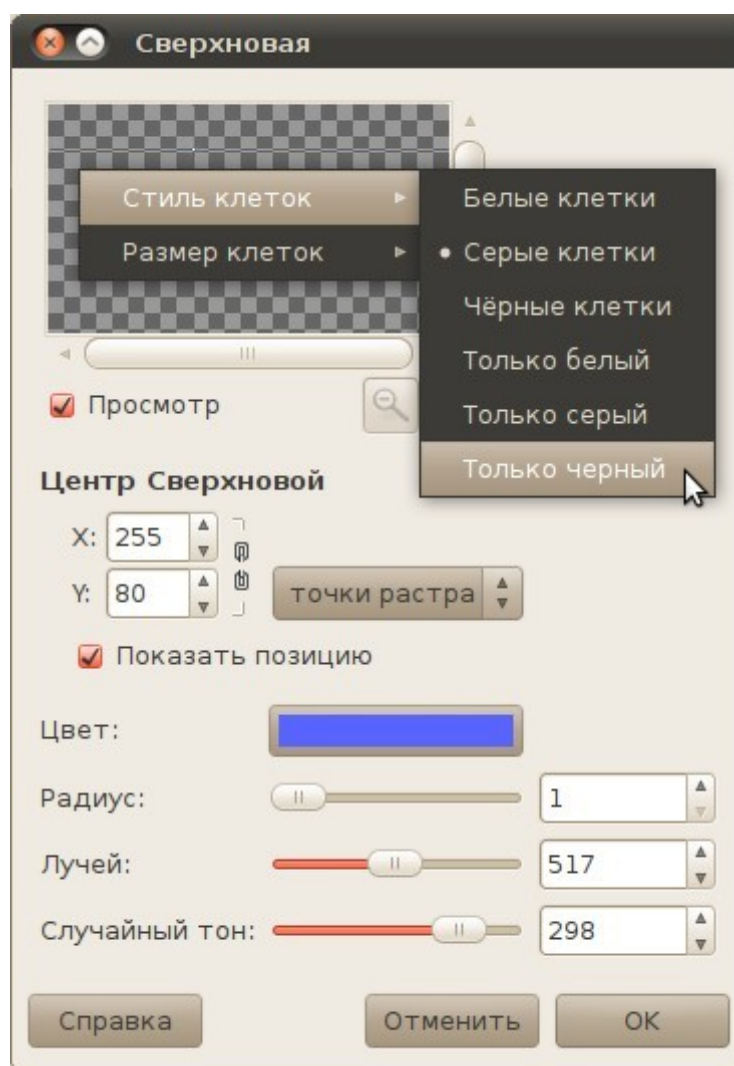 Сверхновая
Стиль клеток
Размер клеток
Белые клетки
Серые клетки
Чёрные клетки
Только белый
Только серый
Только черный
Просмотр
Центр Сверхновой
X: 255
Y: 80
точки растра
Показать позицию
Цвет:
Радиус: 1
Лучей: 517
Случайный тон: 298
Справка
Отменить
OK